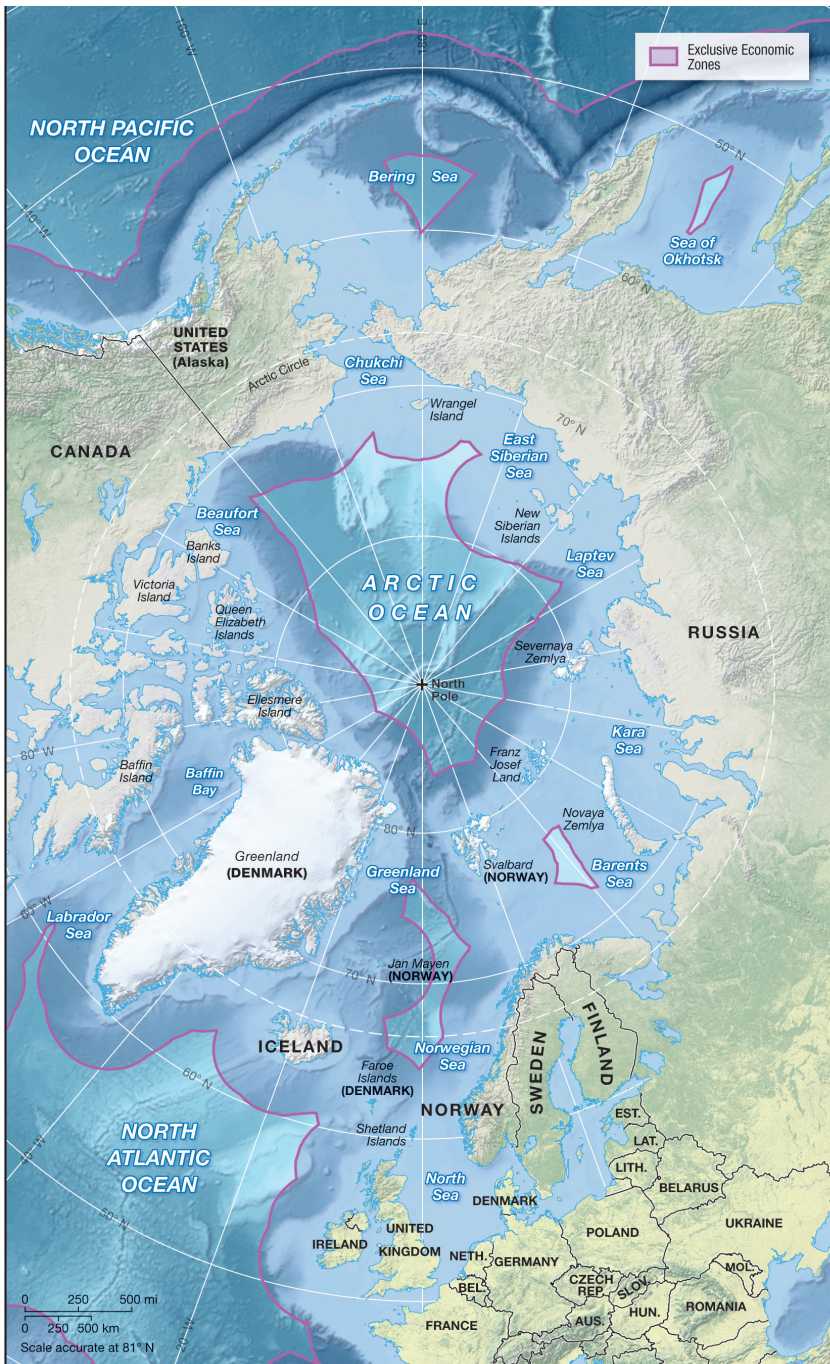 160° W
180° E
Exclusive Economic
Zones
NORTH PACIFIC
OCEAN
50° N
Bering Sea
140° W
Sea of
Okhotsk
60° N
UNITED
STATES
(Alaska)
Chukchi
Sea
Arctic Circle
Wrangel
Island
70° N
CANADA
East
Siberian
Sea
Beaufort
Sea
New
Siberian
Islands
Banks
Island
Laptev
Sea
Victoria
Island
ARCTIC
OCEAN
Queen
Elizabeth
Islands
RUSSIA
Severnaya
Zemlya
North
Pole
Ellesmere
Island
Kara
Sea
80° W
Franz
Josef
Land
Baffin
Island
Baffin
Bay
Novaya
Zemlya
80° N
Greenland
(DENMARK)
Greenland
Sea
Svalbard
(NORWAY)
Barents
Sea
60° W
Labrador
Sea
70° N
Jan Mayen
(NORWAY)
ICELAND
Norwegian
Sea
SWEDEN
FINLAND
60° N
Faroe
Islands
(DENMARK)
NORWAY
EST.
Shetland
Islands
NORTH
ATLANTIC
OCEAN
LAT.
40° W
LITH.
North
Sea
BELARUS
DENMARK
50° N
UNITED
KINGDOM
POLAND
UKRAINE
IRELAND
NETH.
GERMANY
MOL.
BEL.
CZECH
REP.
SLOV.
0 250 500 mi
0 250 500 km
Scale accurate at 81° N
20° W
FRANCE
AUS.
HUN.
ROMANIA